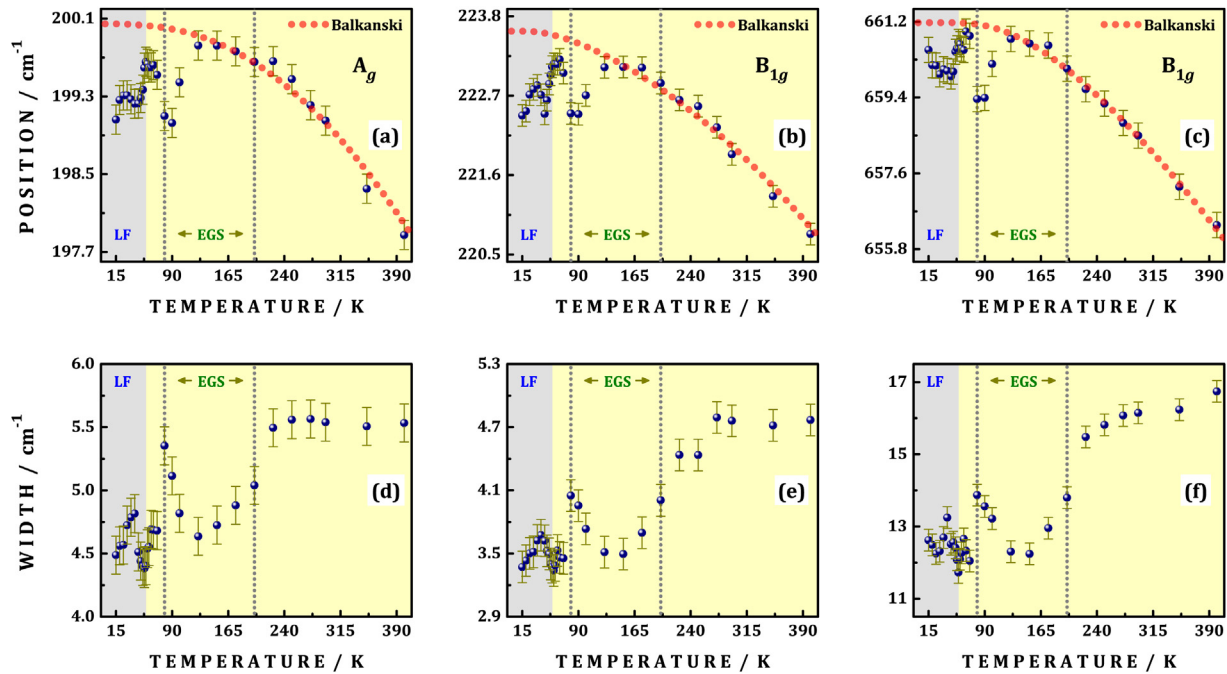 200.1
199.3
198.5
197.7
POSITION / cm-1
Balkanski
Ag
(a)
LF
← EGS →
15 90 165 240 315 390
TEMPERATURE / K
223.8
222.7
221.6
220.5
Balkanski
B1g
(b)
LF
← EGS →
15 90 165 240 315 390
TEMPERATURE / K
661.2
659.4
657.6
655.8
Balkanski
B1g
(c)
LF
← EGS →
15 90 165 240 315 390
TEMPERATURE / K
6.0
5.5
5.0
4.5
4.0
WIDTH / cm-1
LF
← EGS →
(d)
15 90 165 240 315 390
TEMPERATURE / K
5.3
4.7
4.1
3.5
2.9
LF
← EGS →
(e)
15 90 165 240 315 390
TEMPERATURE / K
17
15
13
11
LF
← EGS →
(f)
15 90 165 240 315 390
TEMPERATURE / K